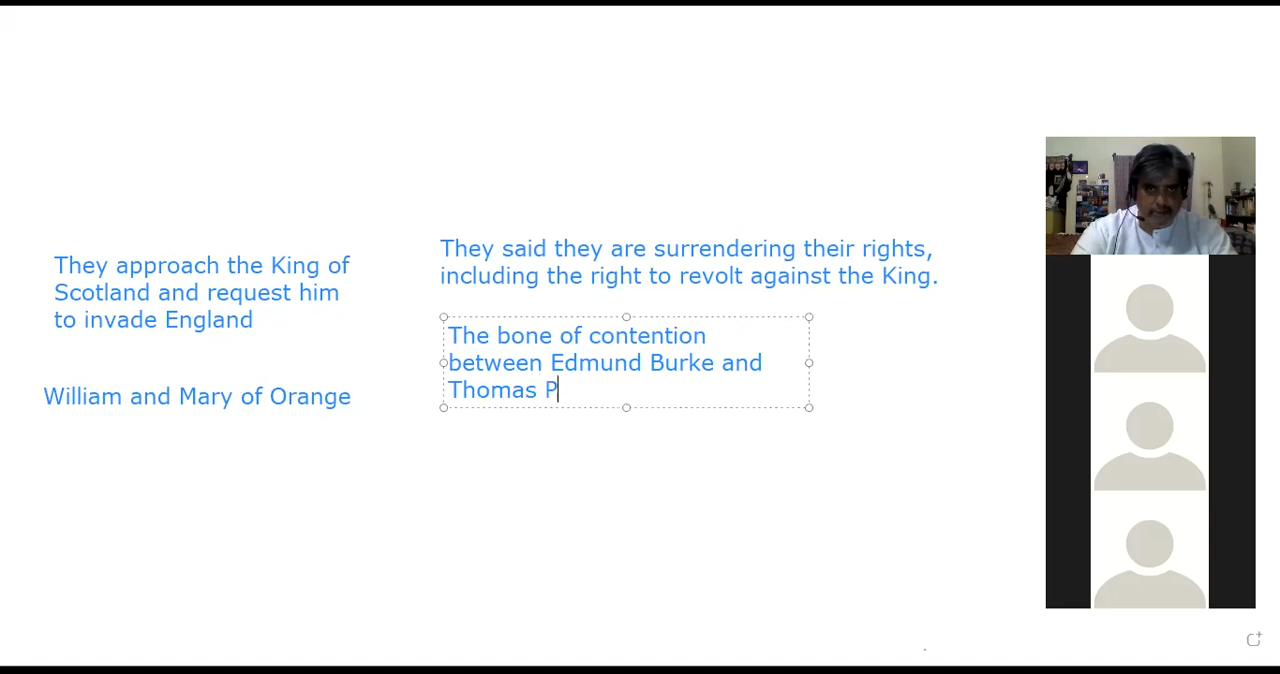 They approach the King of
Scotland and request him
to invade England
William and Mary of Orange
They said they are surrendering their rights,
including the right to revolt against the King.
The bone of contention
between Edmund Burke and
Thomas P